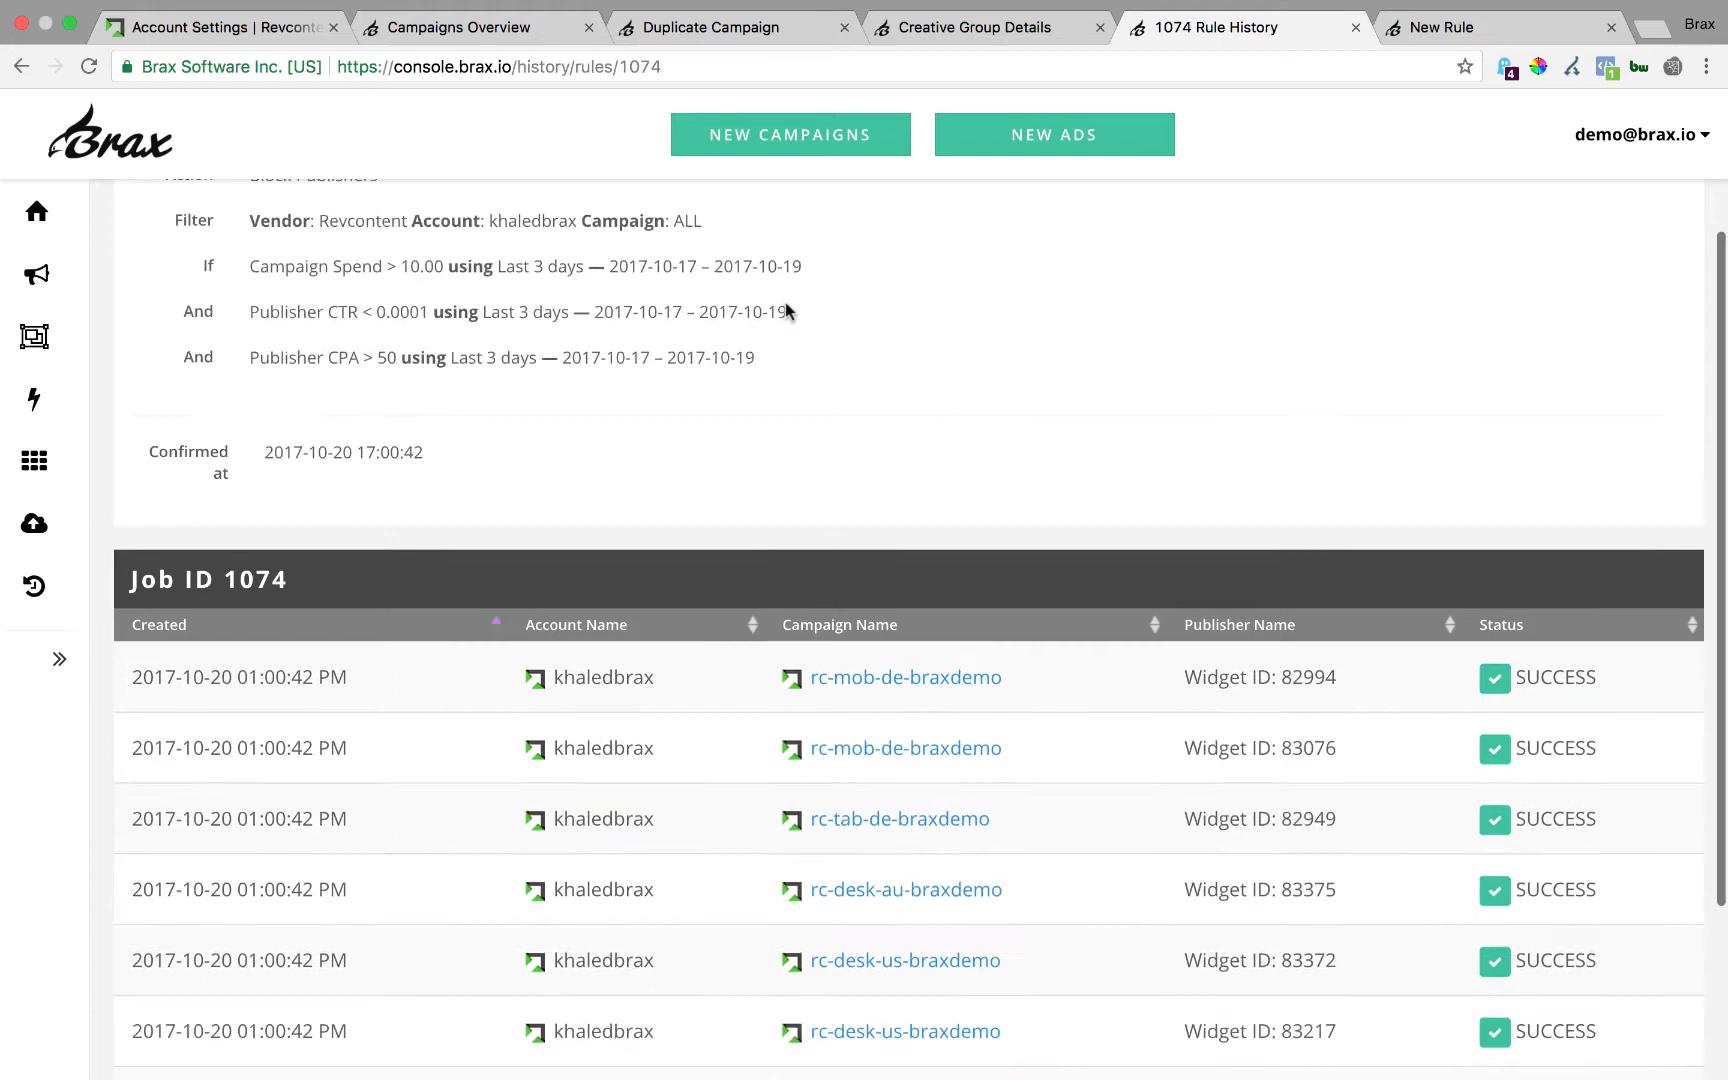 Account Settings | Revconte
Campaigns Overview
Duplicate Campaign
Creative Group Details
1074 Rule History
New Rule
Brax
Brax Software Inc. [US]
https://console.brax.io/history/rules/1074
4
1
bw
Brax
NEW CAMPAIGNS
NEW ADS
demo@brax.io
Action Block Publishers
Filter Vendor: Revcontent Account: khaledbrax Campaign: ALL
If Campaign Spend > 10.00 using Last 3 days — 2017-10-17 – 2017-10-19
And Publisher CTR < 0.0001 using Last 3 days — 2017-10-17 – 2017-10-19
And Publisher CPA > 50 using Last 3 days — 2017-10-17 – 2017-10-19
Confirmed at 2017-10-20 17:00:42
Job ID 1074
Created Account Name Campaign Name Publisher Name Status
2017-10-20 01:00:42 PM khaledbrax rc-mob-de-braxdemo Widget ID: 82994 SUCCESS
2017-10-20 01:00:42 PM khaledbrax rc-mob-de-braxdemo Widget ID: 83076 SUCCESS
2017-10-20 01:00:42 PM khaledbrax rc-tab-de-braxdemo Widget ID: 82949 SUCCESS
2017-10-20 01:00:42 PM khaledbrax rc-desk-au-braxdemo Widget ID: 83375 SUCCESS
2017-10-20 01:00:42 PM khaledbrax rc-desk-us-braxdemo Widget ID: 83372 SUCCESS
2017-10-20 01:00:42 PM khaledbrax rc-desk-us-braxdemo Widget ID: 83217 SUCCESS